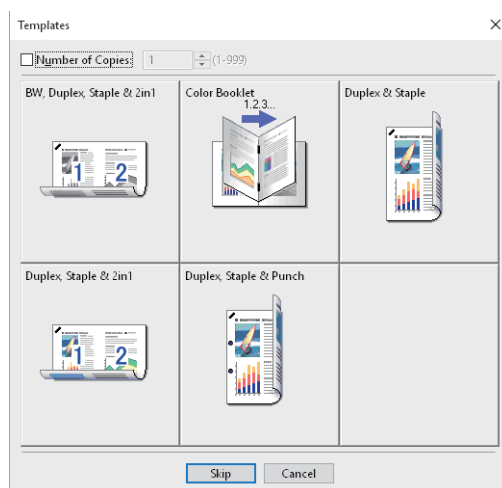 Templates
Number of Copies: 1 (1-999)
BW, Duplex, Staple & 2in1
Color Booklet
Duplex & Staple
1.2.3...
1 2
Duplex, Staple & 2in1
Duplex, Staple & Punch
1 2
Skip
Cancel